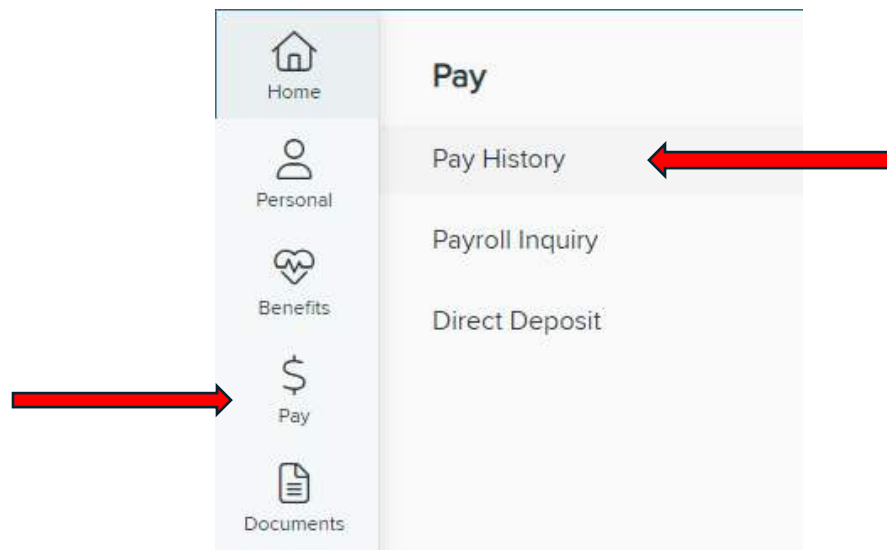 Home
Personal
Benefits
Pay
Documents
Pay
Pay History
Payroll Inquiry
Direct Deposit